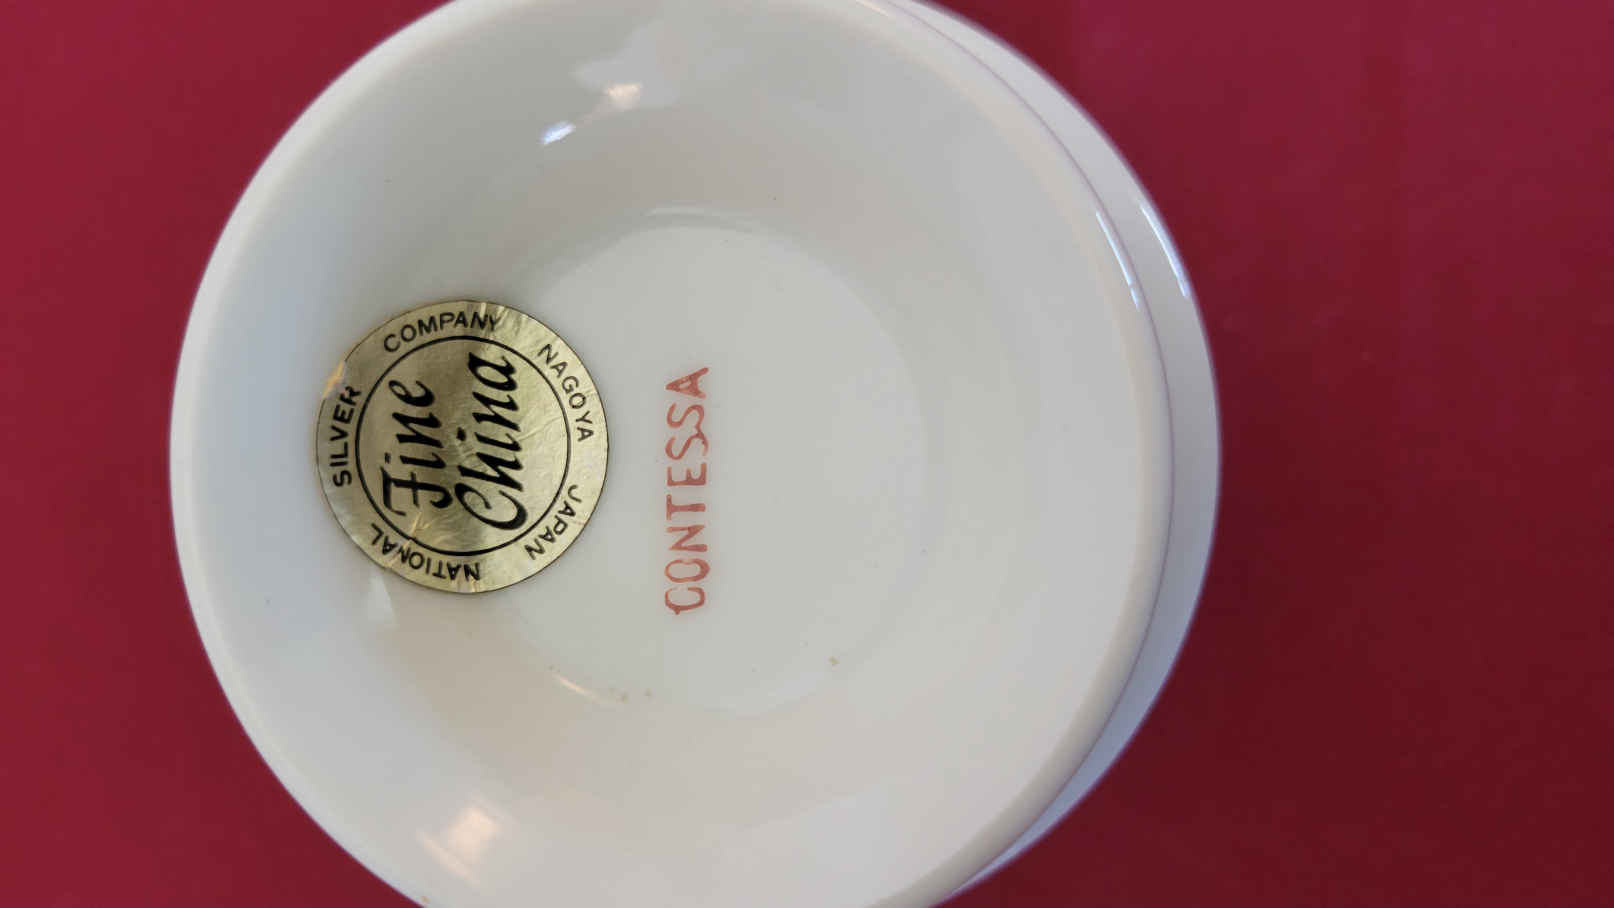 NATIONAL SILVER COMPANY
Fine
China
NAGOYA JAPAN
CONTESSA